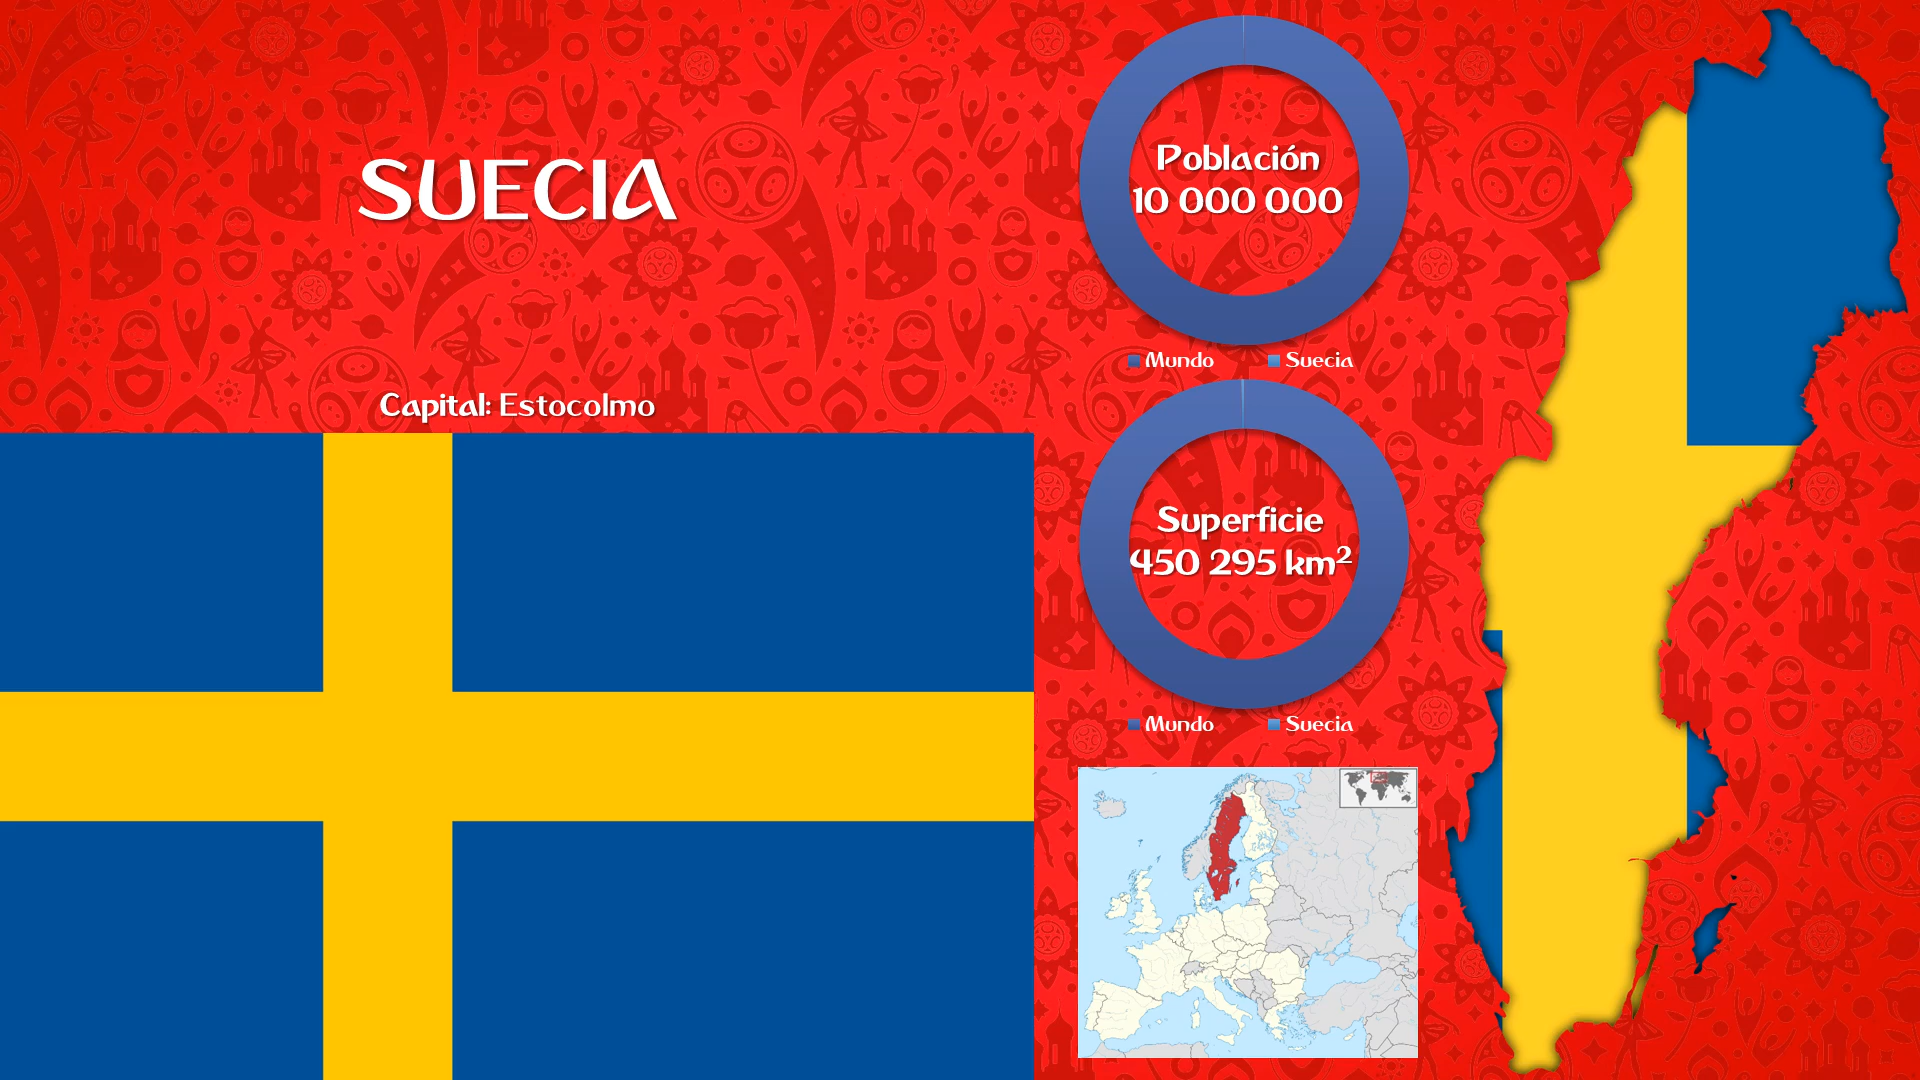 SUECIA
Capital: Estocolmo
Población
10 000 000
Mundo Suecia
Superficie
450 295 km²
Mundo Suecia